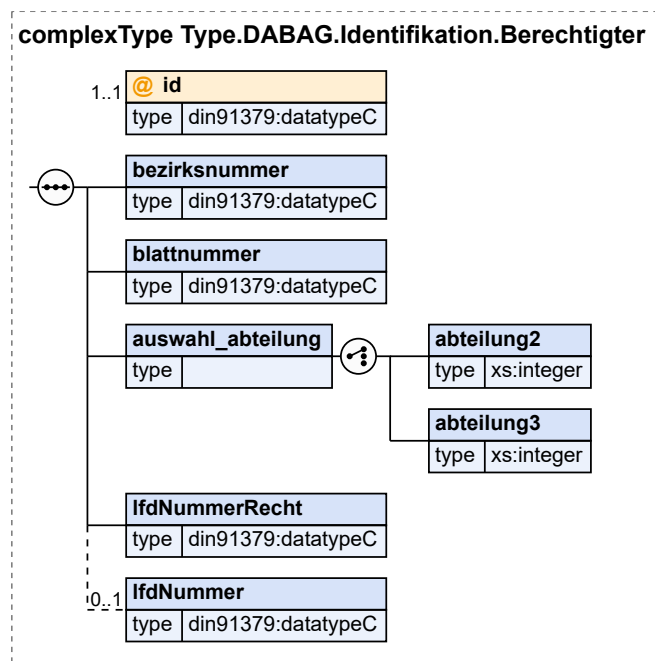 complexType Type.DABAG.Identifikation.Berechtigter
1..1
@ id
type din91379:datatypeC
bezirksnummer
type din91379:datatypeC
blattnummer
type din91379:datatypeC
auswahl_abteilung
type
abteilung2
type xs:integer
abteilung3
type xs:integer
lfdNummerRecht
type din91379:datatypeC
0..1
lfdNummer
type din91379:datatypeC